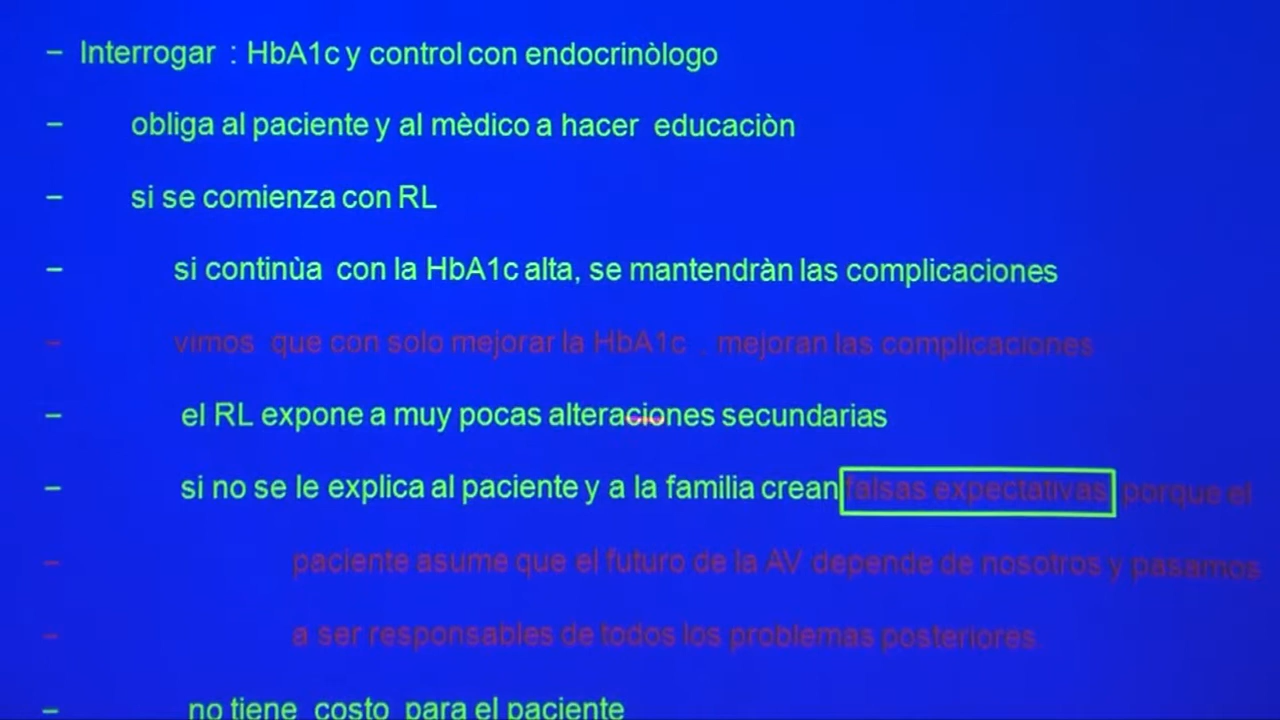 – Interrogar : HbA1c y control con endocrinòlogo
– obliga al paciente y al mèdico a hacer educaciòn
– si se comienza con RL
– si continùa con la HbA1c alta, se mantendràn las complicaciones
– vimos que con solo mejorar la HbA1c , mejoran las complicaciones
– el RL expone a muy pocas alteraciones secundarias
– si no se le explica al paciente y a la familia crean falsas expectativas porque el
– paciente asume que el futuro de la AV depende de nosotros y pasamos
– a ser responsables de todos los problemas posteriores.
– no tiene costo para el paciente